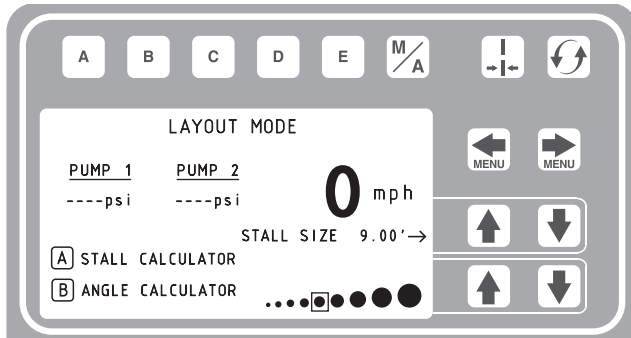 A B C D E M/A
LAYOUT MODE
MENU MENU
PUMP 1 PUMP 2
0 mph
----psi ----psi
STALL SIZE 9.00'→
A STALL CALCULATOR
B ANGLE CALCULATOR